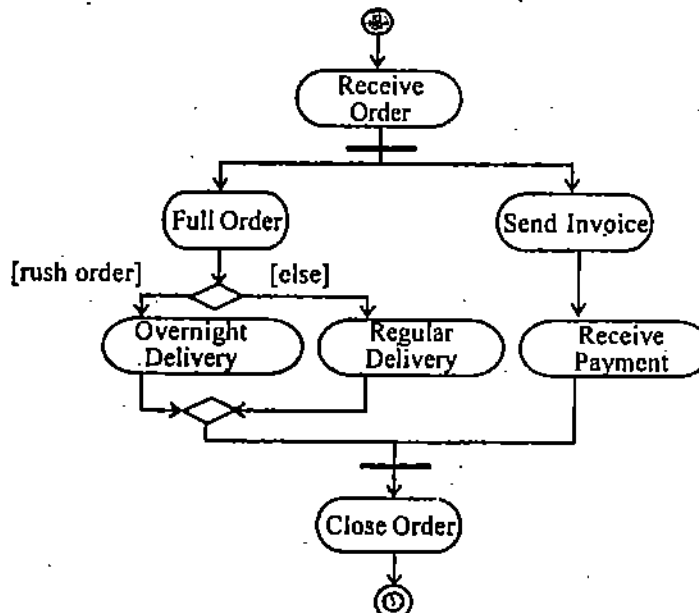 Receive
Order
Full Order
Send Invoice
[rush order]
[else]
Overnight
Delivery
Regular
Delivery
Receive
Payment
Close Order